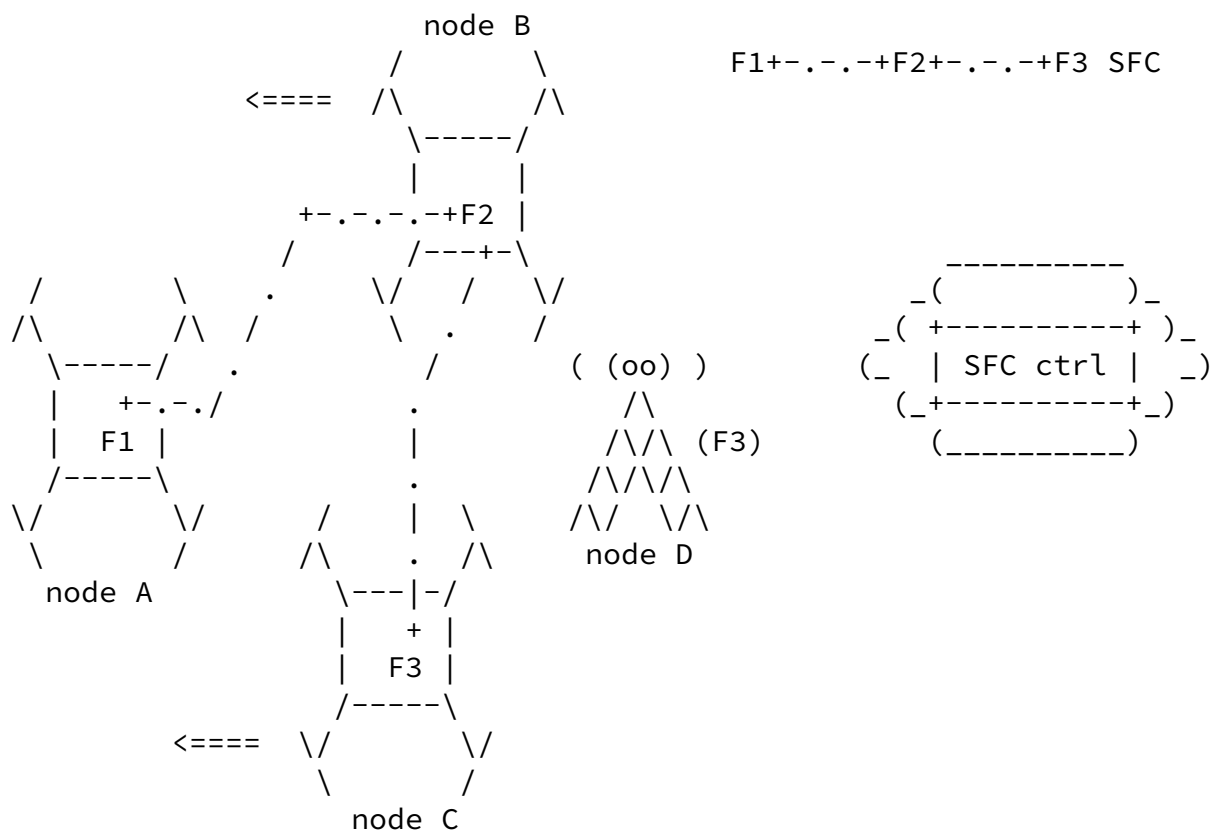 node B
F1+-.-.-+F2+-.-.-+F3 SFC
<====
+-.-.-.-+F2
( (oo) )
SFC ctrl
F1
(F3)
node D
node A
F3
<====
node C